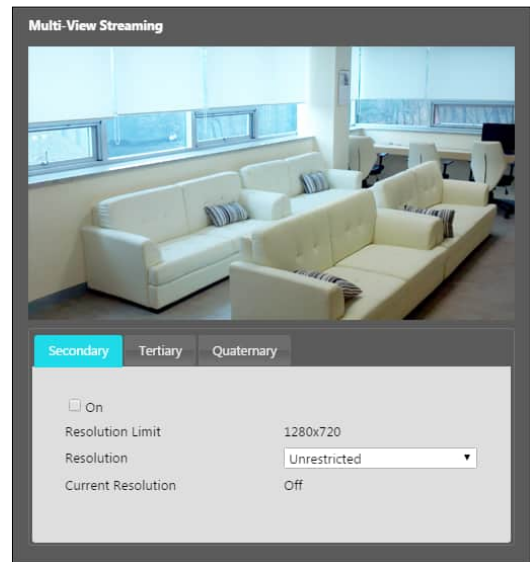 Multi-View Streaming
Secondary Tertiary Quaternary
On
Resolution Limit 1280x720
Resolution Unrestricted
Current Resolution Off